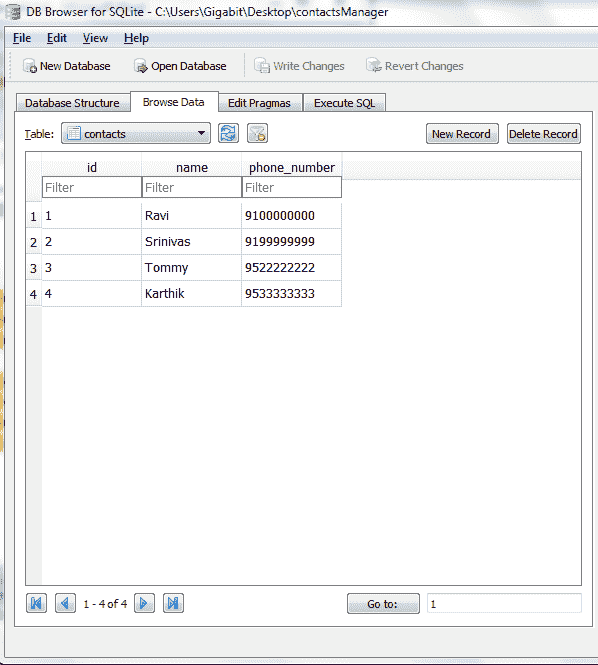 DB Browser for SQLite - C:\Users\Gigabit\Desktop\contactsManager
File Edit View Help
New Database Open Database Write Changes Revert Changes
Database Structure Browse Data Edit Pragmas Execute SQL
Table: contacts New Record Delete Record
id name phone_number
Filter Filter Filter
1 1 Ravi 9100000000
2 2 Srinivas 9199999999
3 3 Tommy 9522222222
4 4 Karthik 9533333333
1 - 4 of 4 Go to: 1